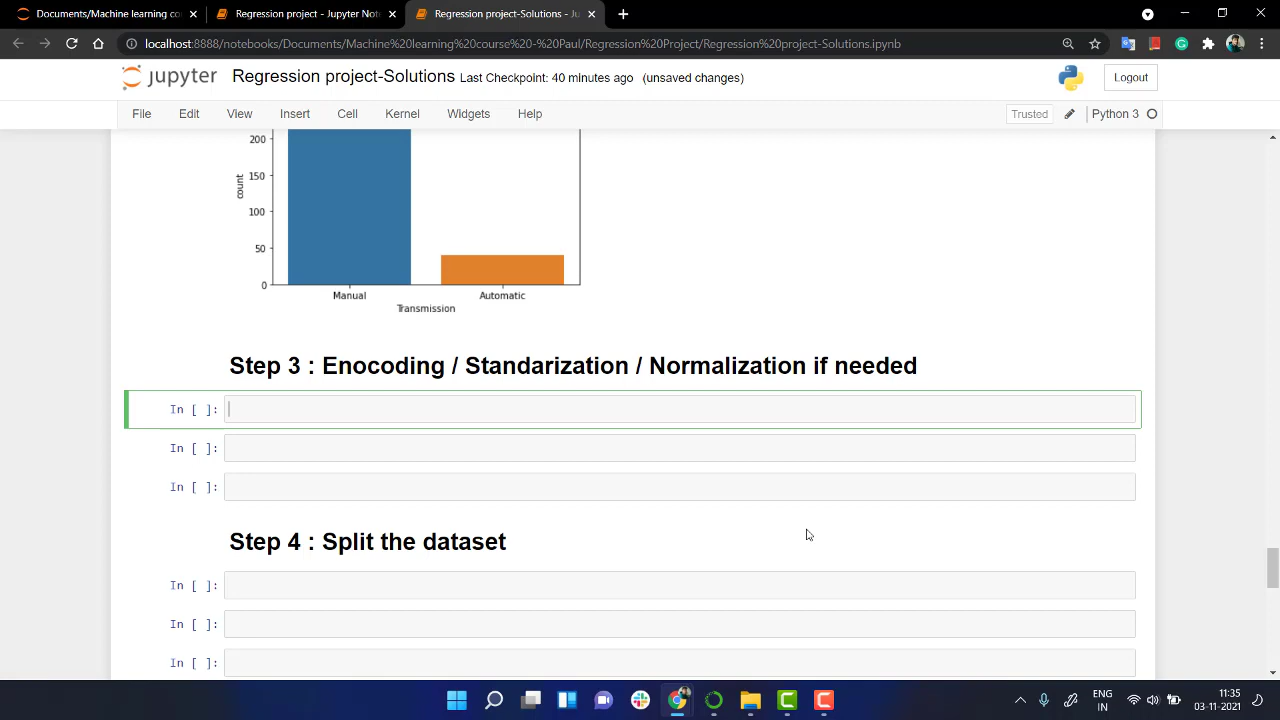 Documents/Machine learning co
Regression project - Jupyter Not
Regression project-Solutions - Ju
localhost:8888/notebooks/Documents/Machine%20learning%20course%20-%20Paul/Regression%20Project/Regression%20project-Solutions.ipynb
jupyter Regression project-Solutions Last Checkpoint: 40 minutes ago (unsaved changes)
Logout
File Edit View Insert Cell Kernel Widgets Help
Trusted Python 3
200
150
100
50
0
count
Manual Automatic
Transmission
Step 3 : Enocoding / Standarization / Normalization if needed
In [ ]:
In [ ]:
In [ ]:
Step 4 : Split the dataset
In [ ]:
In [ ]:
In [ ]:
ENG
IN
11:35
03-11-2021